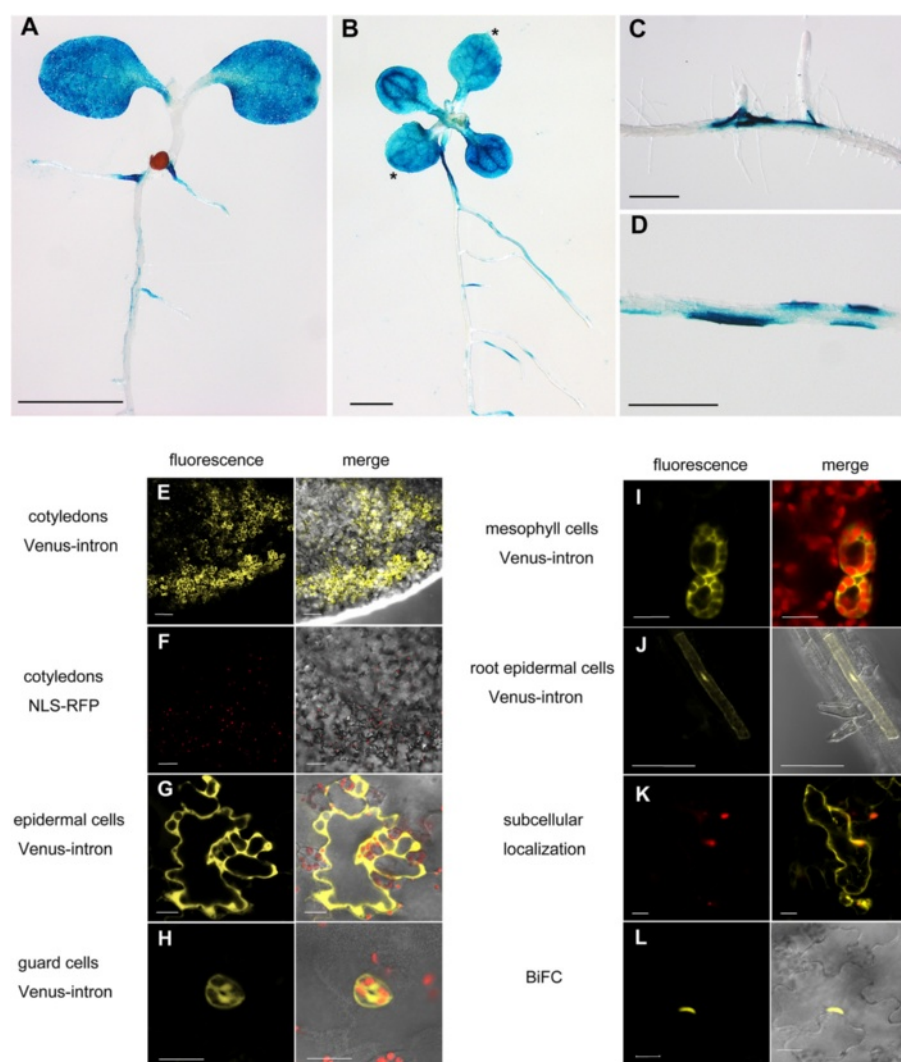 A
B
*
*
C
D
fluorescence merge
cotyledons
Venus-intron
E
cotyledons
NLS-RFP
F
epidermal cells
Venus-intron
G
guard cells
Venus-intron
H
fluorescence merge
mesophyll cells
Venus-intron
I
root epidermal cells
Venus-intron
J
subcellular
localization
K
BiFC
L